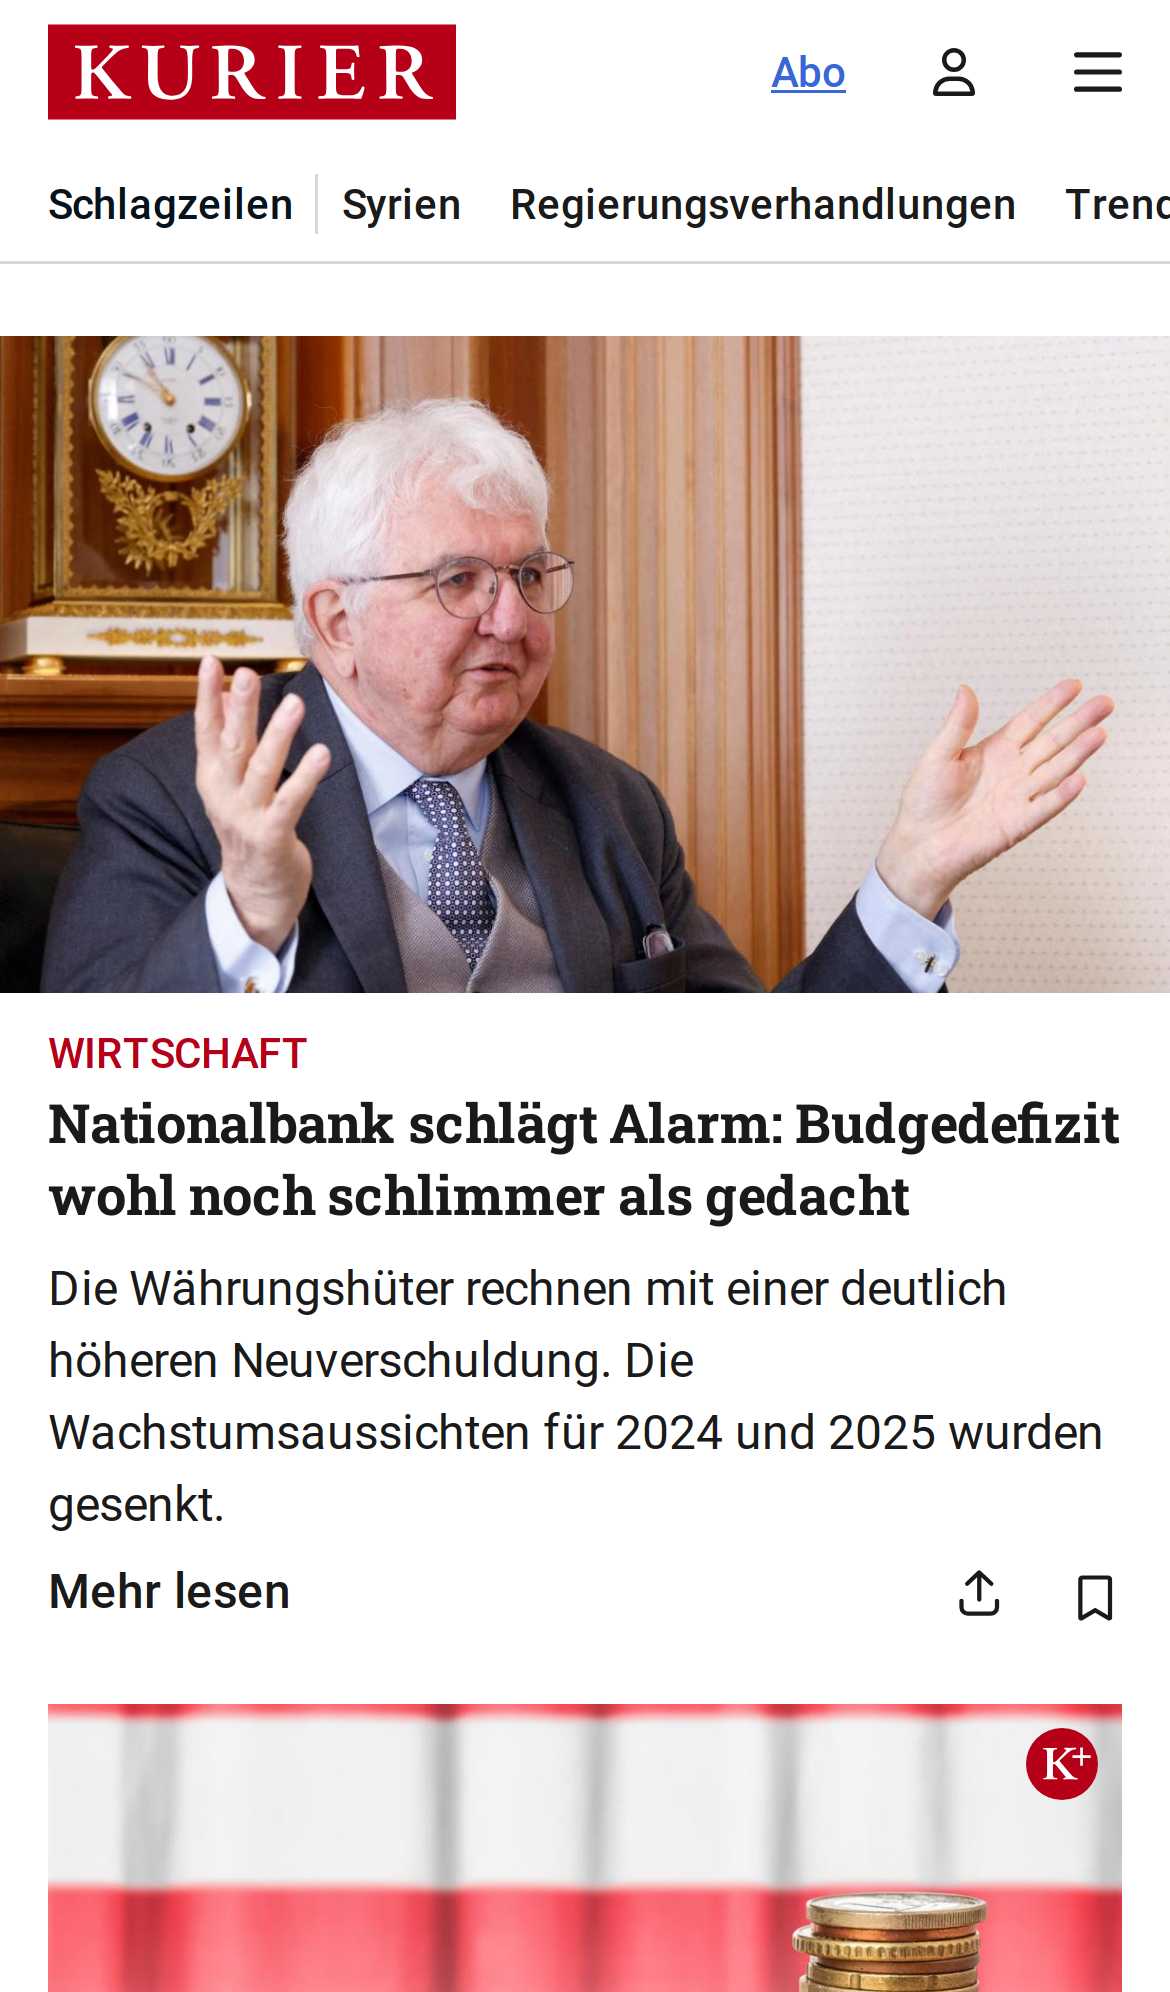 KURIER
Abo
Schlagzeilen
Syrien
Regierungsverhandlungen
Trend
WIRTSCHAFT
Nationalbank schlägt Alarm: Budgedefizit
wohl noch schlimmer als gedacht
Die Währungshüter rechnen mit einer deutlich
höheren Neuverschuldung. Die
Wachstumsaussichten für 2024 und 2025 wurden
gesenkt.
Mehr lesen
K+